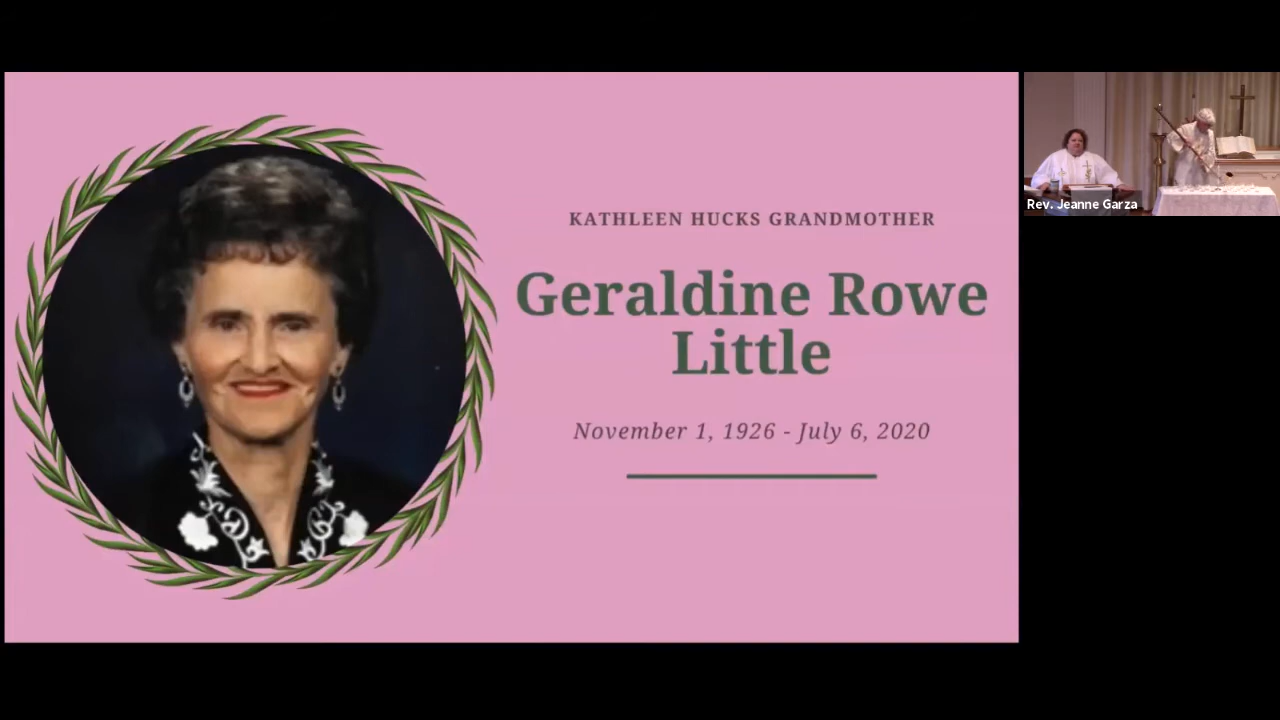 KATHLEEN HUCKS GRANDMOTHER
Geraldine Rowe
Little
November 1, 1926 - July 6, 2020
Rev. Jeanne Garza